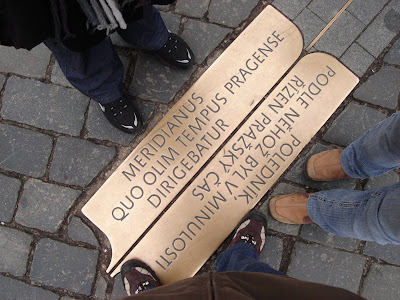 MERIDIANUS
QUO OLIM TEMPUS PRAGENSE
DIRIGEBATUR
POLEDNÍK
PODLE NĚHOŽ BYL V MINULOSTI
ŘÍZEN PRAŽSKÝ ČAS